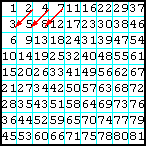 1 2 4 7 11 16 22 29 37
3 5 8 12 17 23 30 38 46
6 9 13 18 24 31 39 47 54
10 14 19 25 32 40 48 55 61
15 20 26 33 41 49 56 62 67
21 27 34 42 50 57 63 68 72
28 35 43 51 58 64 69 73 76
36 44 52 59 65 70 74 77 79
45 53 60 66 71 75 78 80 81